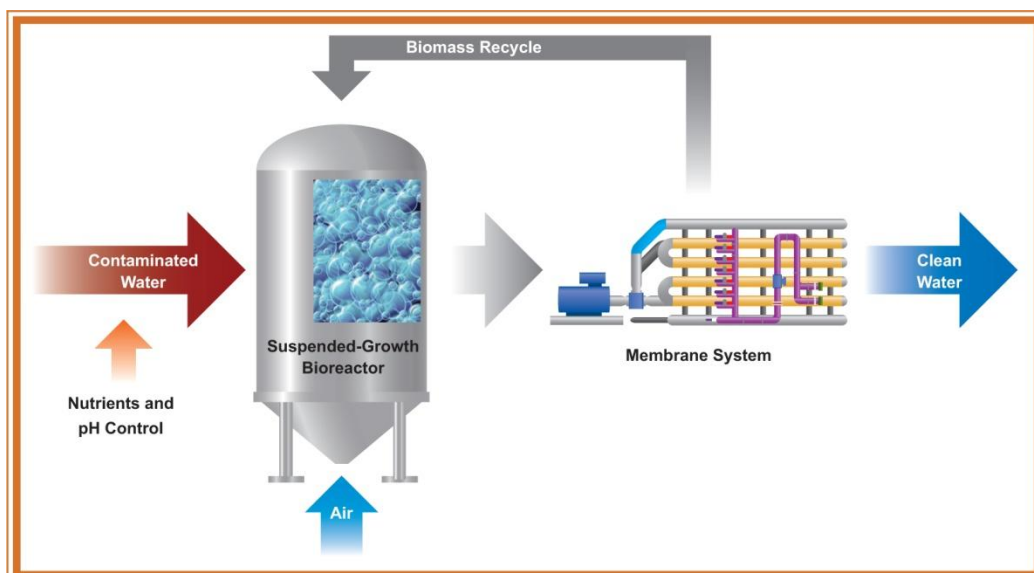 Biomass Recycle
Contaminated
Water
Nutrients and
pH Control
Suspended-Growth
Bioreactor
Air
Membrane System
Clean
Water